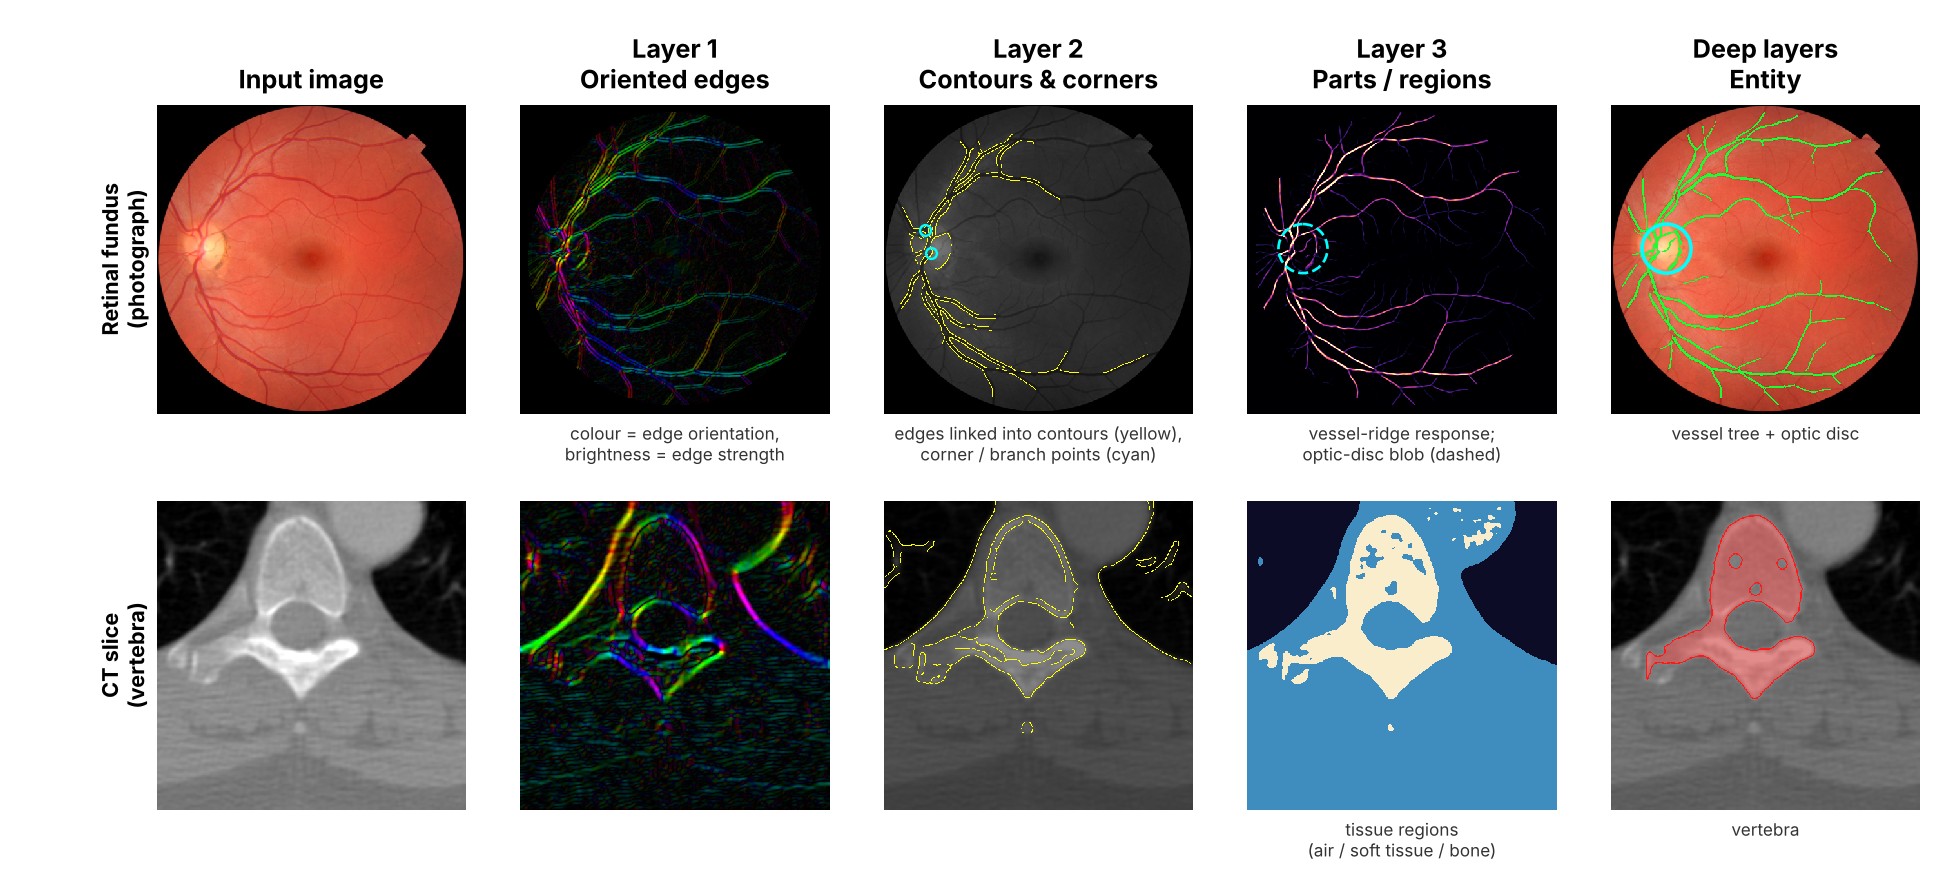 Input image
Layer 1
Oriented edges
Layer 2
Contours & corners
Layer 3
Parts / regions
Deep layers
Entity
Retinal fundus
(photograph)
colour = edge orientation,
brightness = edge strength
edges linked into contours (yellow),
corner / branch points (cyan)
vessel-ridge response;
optic-disc blob (dashed)
vessel tree + optic disc
CT slice
(vertebra)
tissue regions
(air / soft tissue / bone)
vertebra